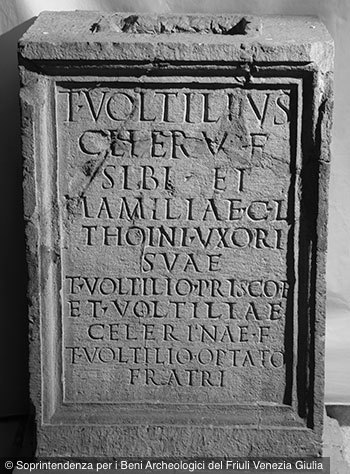 T·VOLTILIVS
CELER·V·F
SIBI · ET
MAMILIAE·C·L
THOINI·VXORI
SVAE
T·VOLTILIO·PRISCO·F
ET·VOLTILIAE
CELERINAE·F
T·VOLTILIO·OPTATO
FRATRI
© Soprintendenza per i Beni Archeologici del Friuli Venezia Giulia